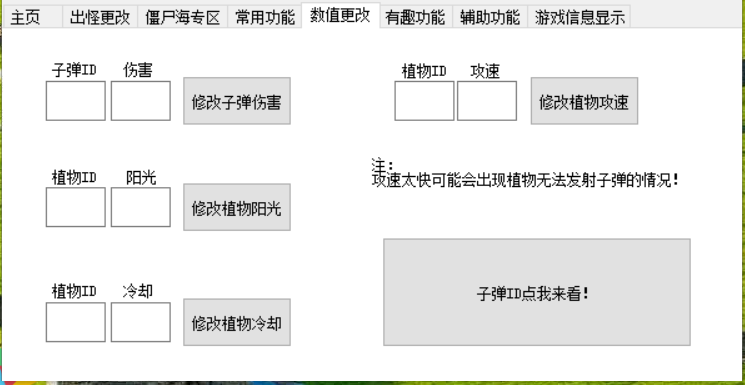 主页 出怪更改 僵尸海专区 常用功能 数值更改 有趣功能 辅助功能 游戏信息显示
子弹ID 伤害
修改子弹伤害
植物ID 攻速
修改植物攻速
植物ID 阳光
修改植物阳光
注:
攻速太快可能会出现植物无法发射子弹的情况!
植物ID 冷却
修改植物冷却
子弹ID点我来看!